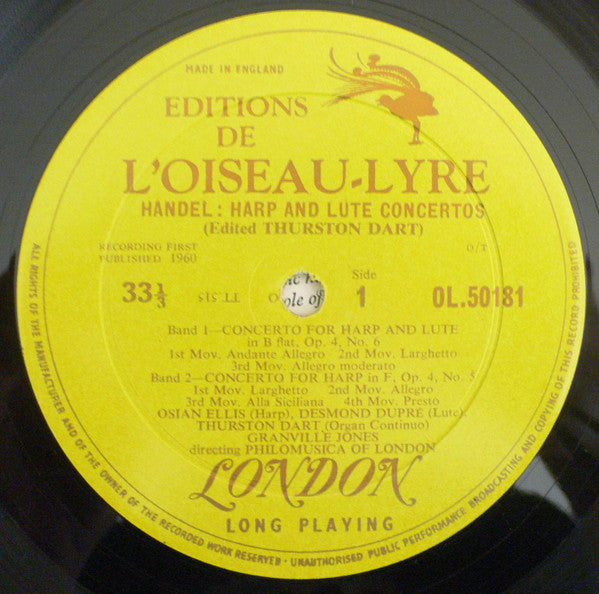 MADE IN ENGLAND
EDITIONS
DE
L'OISEAU-LYRE
HANDEL: HARP AND LUTE CONCERTOS
(Edited THURSTON DART)
RECORDING FIRST
PUBLISHED 1960
O/T
33⅓
Side
1
OL.50181
ole of
Band 1—CONCERTO FOR HARP AND LUTE
in B flat, Op. 4, No. 6
1st Mov. Andante Allegro 2nd Mov. Larghetto
3rd Mov. Allegro moderato
Band 2—CONCERTO FOR HARP in F, Op. 4, No. 5
1st Mov. Larghetto 2nd Mov. Allegro
3rd Mov. Alla Siciliana 4th Mov. Presto
OSIAN ELLIS (Harp), DESMOND DUPRE (Lute),
THURSTON DART (Organ Continuo)
GRANVILLE JONES
directing PHILOMUSICA OF LONDON
LONDON
LONG PLAYING
ALL RIGHTS OF THE MANUFACTURER AND OF THE OWNER OF THE RECORDED WORK RESERVED · UNAUTHORISED PUBLIC PERFORMANCE BROADCASTING AND COPYING OF THIS RECORD PROHIBITED